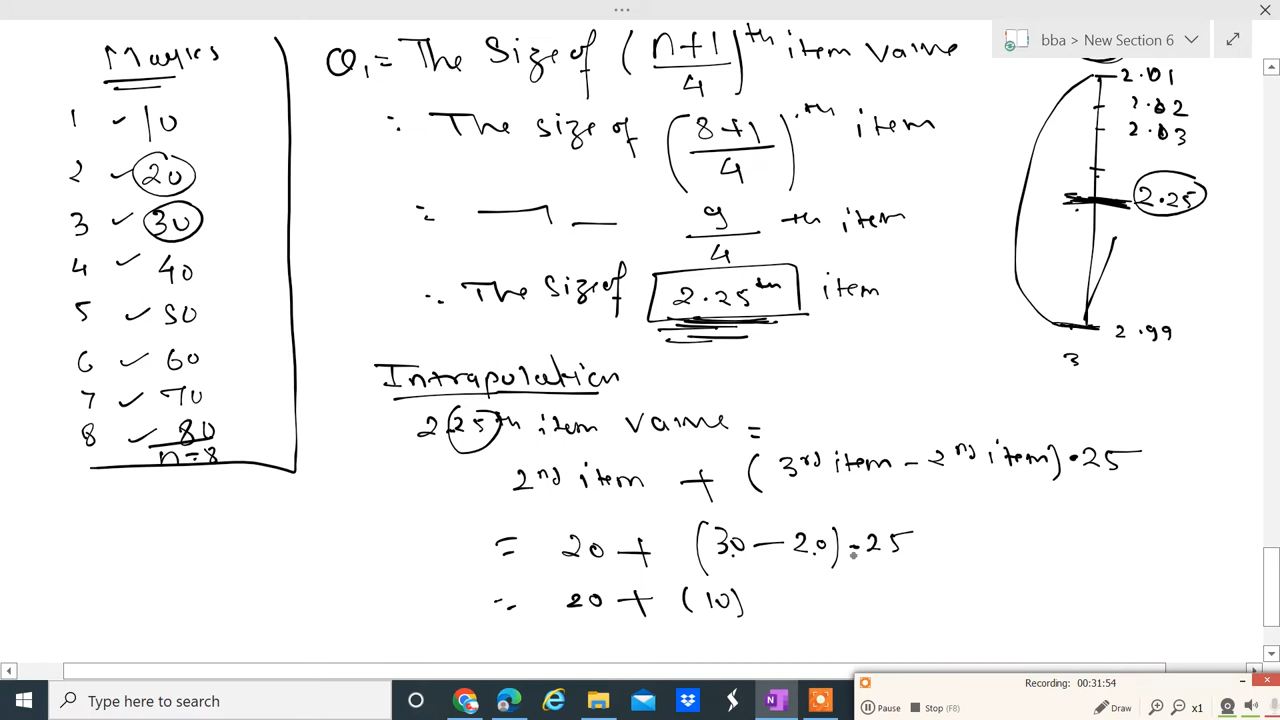 bba > New Section 6
Marks
1 10
2 20
3 30
4 40
5 50
6 60
7 70
8 80
n = 8
Q1 = The Size of (n+1/4)th item value
= The size of (8+1/4)th item
= 9/4 th item
∴ The Size of 2.25th item
2.01
2.02
2.03
2.25
2.99
3
Intrapolation
2.25th item value =
2nd item + (3rd item - 2nd item) .25
= 20 + (30 - 20) .25
= 20 + (10)
Type here to search
Recording: 00:31:54
Pause
Stop (F8)
Draw
x1